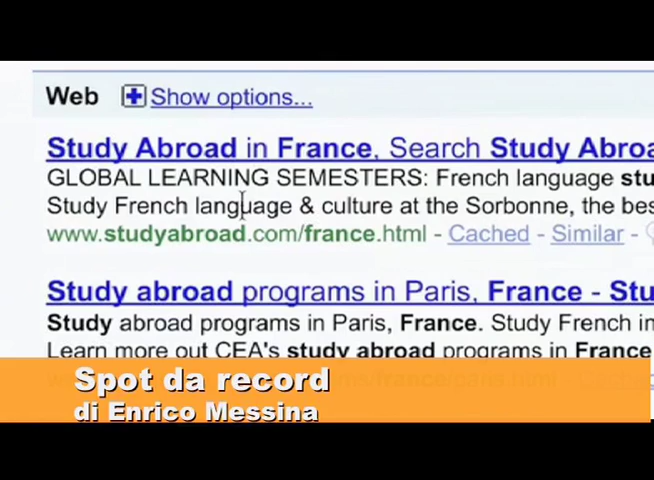 Web Show options...
Study Abroad in France, Search Study Abroa
GLOBAL LEARNING SEMESTERS: French language stu
Study French language & culture at the Sorbonne, the bes
www.studyabroad.com/france.html - Cached - Similar -
Study abroad programs in Paris, France - Stu
Study abroad programs in Paris, France. Study French in
Learn more out CEA's study abroad programs in France
Spot da record
di Enrico Messina